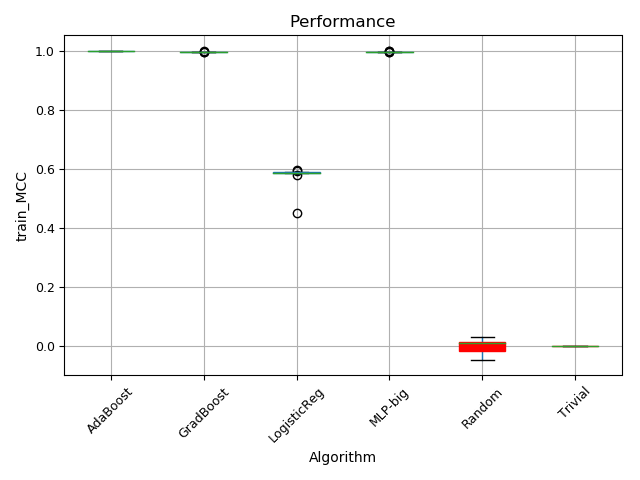 Performance
train_MCC
1.0
0.8
0.6
0.4
0.2
0.0
AdaBoost
GradBoost
LogisticReg
MLP-big
Random
Trivial
Algorithm